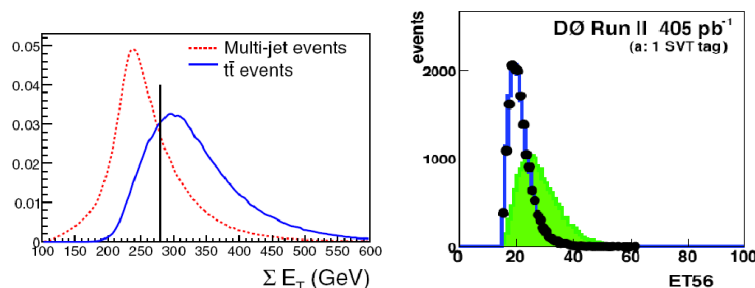 0.05
0.04
0.03
0.02
0.01
0
100 150 200 250 300 350 400 450 500 550 600
Σ E_T (GeV)
Multi-jet events
tt̄ events
events
2000
1000
0
0 20 40 60 80 100
ET56
DØ Run II 405 pb⁻¹
(a: 1 SVT tag)